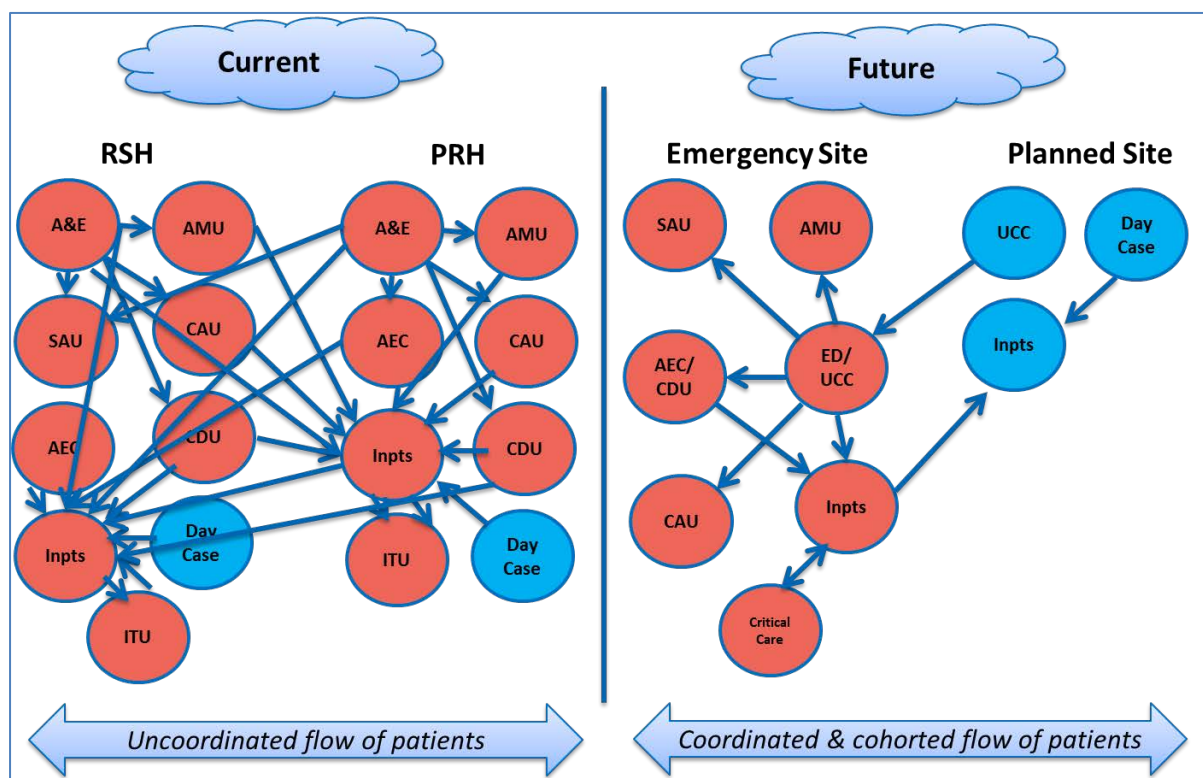 Current
RSH
PRH
A&E
AMU
SAU
CAU
AEC
CDU
Inpts
Day
Case
ITU
A&E
AMU
AEC
CAU
Inpts
CDU
ITU
Day
Case
Uncoordinated flow of patients
Future
Emergency Site
Planned Site
SAU
AMU
UCC
Day
Case
AEC/
CDU
ED/
UCC
Inpts
CAU
Inpts
Critical
Care
Coordinated & cohorted flow of patients